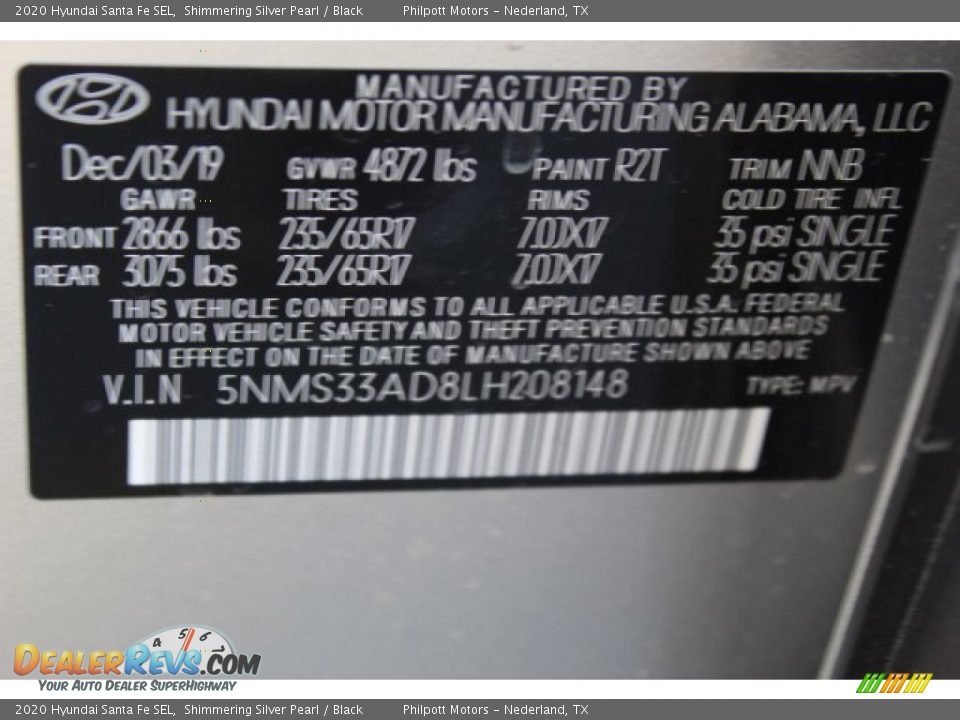 2020 Hyundai Santa Fe SEL, Shimmering Silver Pearl / Black Philpott Motors - Nederland, TX
MANUFACTURED BY
HYUNDAI MOTOR MANUFACTURING ALABAMA, LLC
Dec/03/19 GVWR 4872 lbs PAINT R2T TRIM NNB
GAWR TIRES RIMS COLD TIRE INFL
FRONT 2866 lbs 235/65R17 7.0JX17 35 psi SINGLE
REAR 3075 lbs 235/65R17 7.0JX17 35 psi SINGLE
THIS VEHICLE CONFORMS TO ALL APPLICABLE U.S.A. FEDERAL
MOTOR VEHICLE SAFETY AND THEFT PREVENTION STANDARDS
IN EFFECT ON THE DATE OF MANUFACTURE SHOWN ABOVE
V.I.N 5NMS33AD8LH208148 TYPE: MPV
4 5 6 7
DEALERREVS.COM
YOUR AUTO DEALER SUPERHIGHWAY
2020 Hyundai Santa Fe SEL, Shimmering Silver Pearl / Black Philpott Motors - Nederland, TX